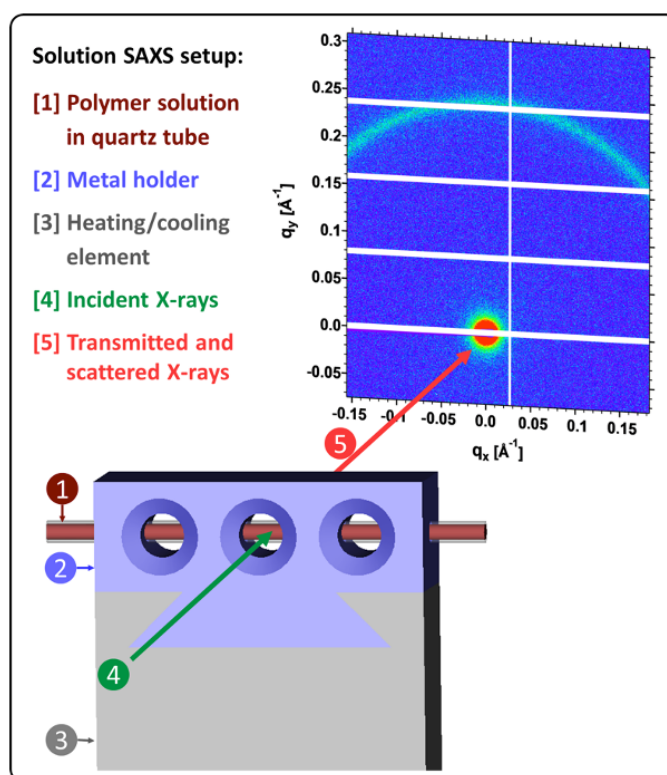 Solution SAXS setup:
[1] Polymer solution
in quartz tube
[2] Metal holder
[3] Heating/cooling
element
[4] Incident X-rays
[5] Transmitted and
scattered X-rays
0.3
0.25
0.2
0.15
0.1
0.05
0.0
-0.05
qy [Å-1]
-0.15
-0.1
-0.05
0.0
0.05
0.1
0.15
qx [Å-1]
5
1
2
4
3